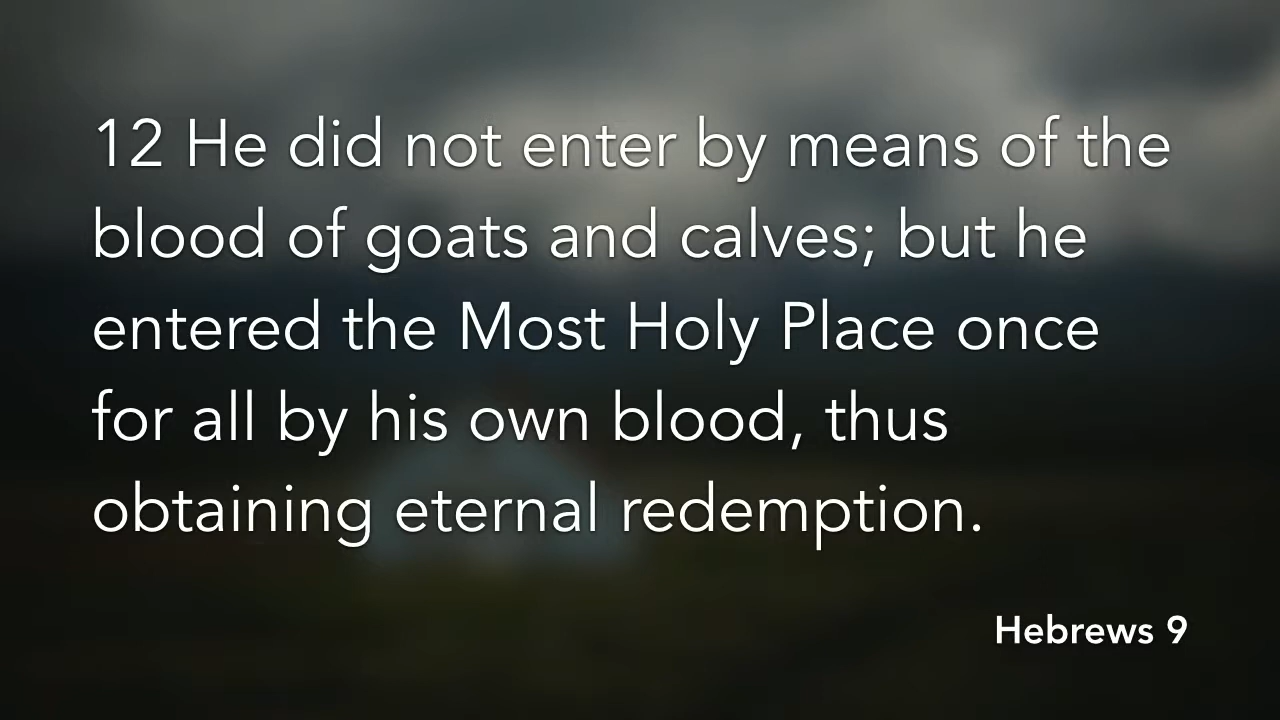 12 He did not enter by means of the
blood of goats and calves; but he
entered the Most Holy Place once
for all by his own blood, thus
obtaining eternal redemption.
Hebrews 9